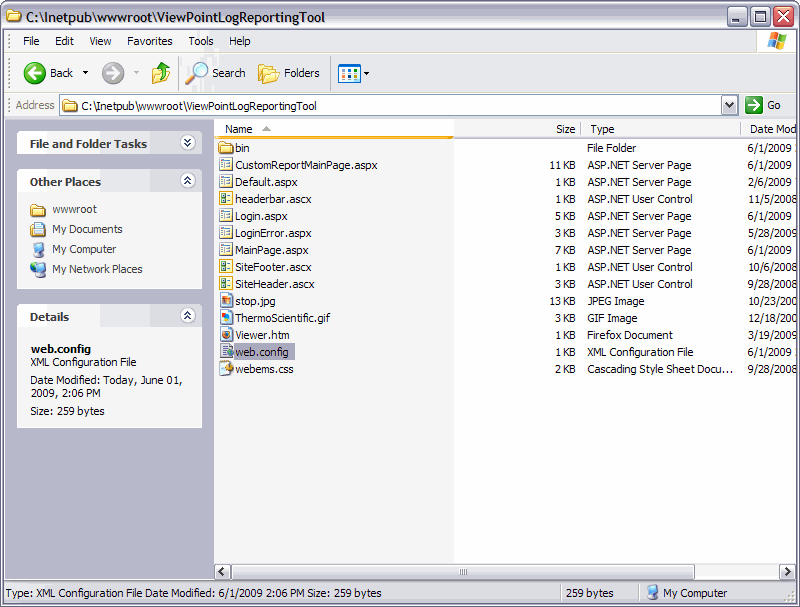 C:\Inetpub\wwwroot\ViewPointLogReportingTool
File Edit View Favorites Tools Help
Back Search Folders
Address C:\Inetpub\wwwroot\ViewPointLogReportingTool Go
File and Folder Tasks
Other Places
wwwroot
My Documents
My Computer
My Network Places
Details
web.config
XML Configuration File
Date Modified: Today, June 01,
2009, 2:06 PM
Size: 259 bytes
Name Size Type Date Mod
bin File Folder 6/1/2009
CustomReportMainPage.aspx 11 KB ASP.NET Server Page 6/1/2009
Default.aspx 1 KB ASP.NET Server Page 2/6/2009
headerbar.ascx 1 KB ASP.NET User Control 11/5/2008
Login.aspx 5 KB ASP.NET Server Page 6/1/2009
LoginError.aspx 3 KB ASP.NET Server Page 5/28/2009
MainPage.aspx 7 KB ASP.NET Server Page 6/1/2009
SiteFooter.ascx 1 KB ASP.NET User Control 10/6/2008
SiteHeader.ascx 3 KB ASP.NET User Control 9/28/2008
stop.jpg 13 KB JPEG Image 10/23/200
ThermoScientific.gif 3 KB GIF Image 12/18/200
Viewer.htm 1 KB Firefox Document 3/19/2009
web.config 1 KB XML Configuration File 6/1/2009
webems.css 2 KB Cascading Style Sheet Docu... 9/28/2008
Type: XML Configuration File Date Modified: 6/1/2009 2:06 PM Size: 259 bytes 259 bytes My Computer